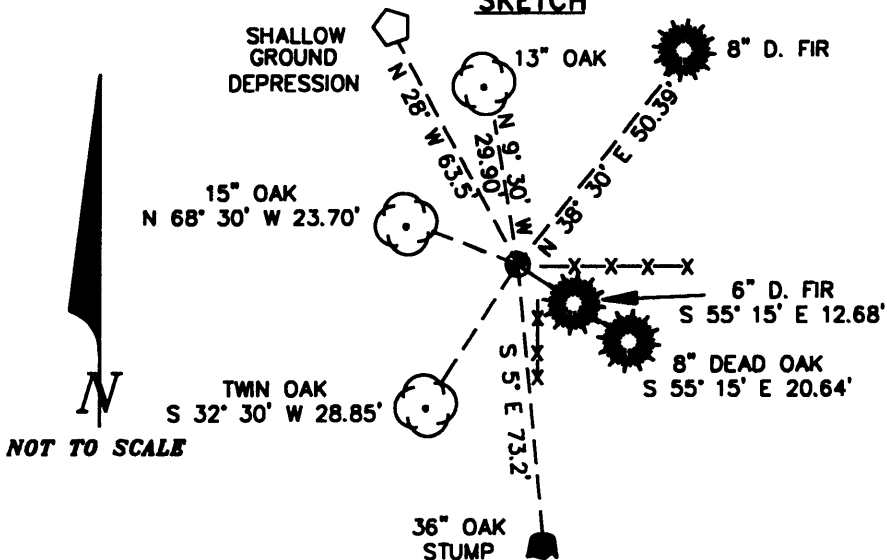 SKETCH
SHALLOW
GROUND
DEPRESSION
N 28° W 63.5'
13" OAK
N 9° 30' W
29.90'
8" D. FIR
N 38° 30' E 50.39'
15" OAK
N 68° 30' W 23.70'
X X X X
6" D. FIR
S 55° 15' E 12.68'
8" DEAD OAK
S 55° 15' E 20.64'
X
X
X
TWIN OAK
S 32° 30' W 28.85'
S 5° E 73.2'
N
NOT TO SCALE
36" OAK
STUMP